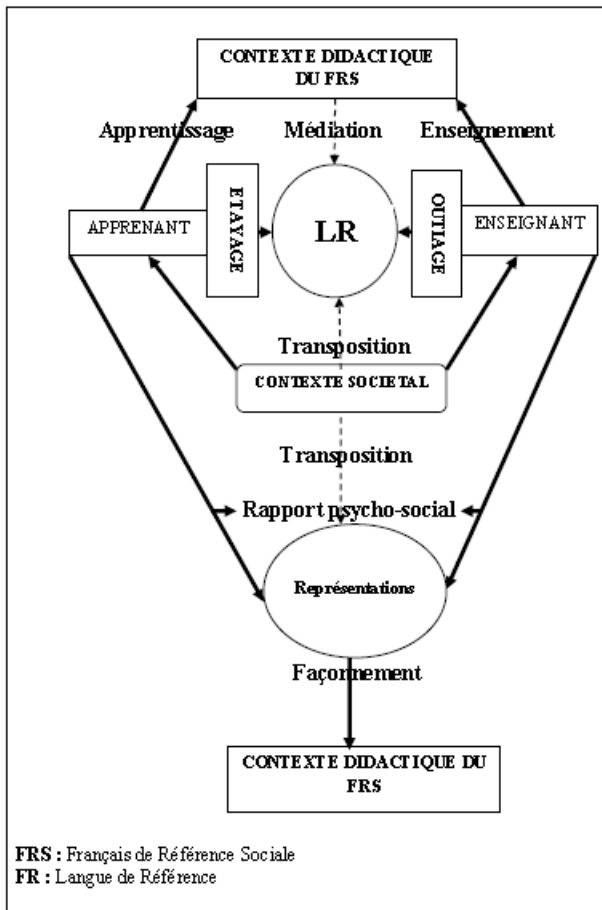 CONTEXTE DIDACTIQUE
DU FRS
Apprentissage
Médiation
Enseignement
APPRENANT
ETAYAGE
LR
OUTIAGE
ENSEIGNANT
Transposition
CONTEXTE SOCIETAL
Transposition
Rapport psycho-social
Représentations
Façonnement
CONTEXTE DIDACTIQUE DU
FRS
FRS : Français de Référence Sociale
FR : Langue de Référence